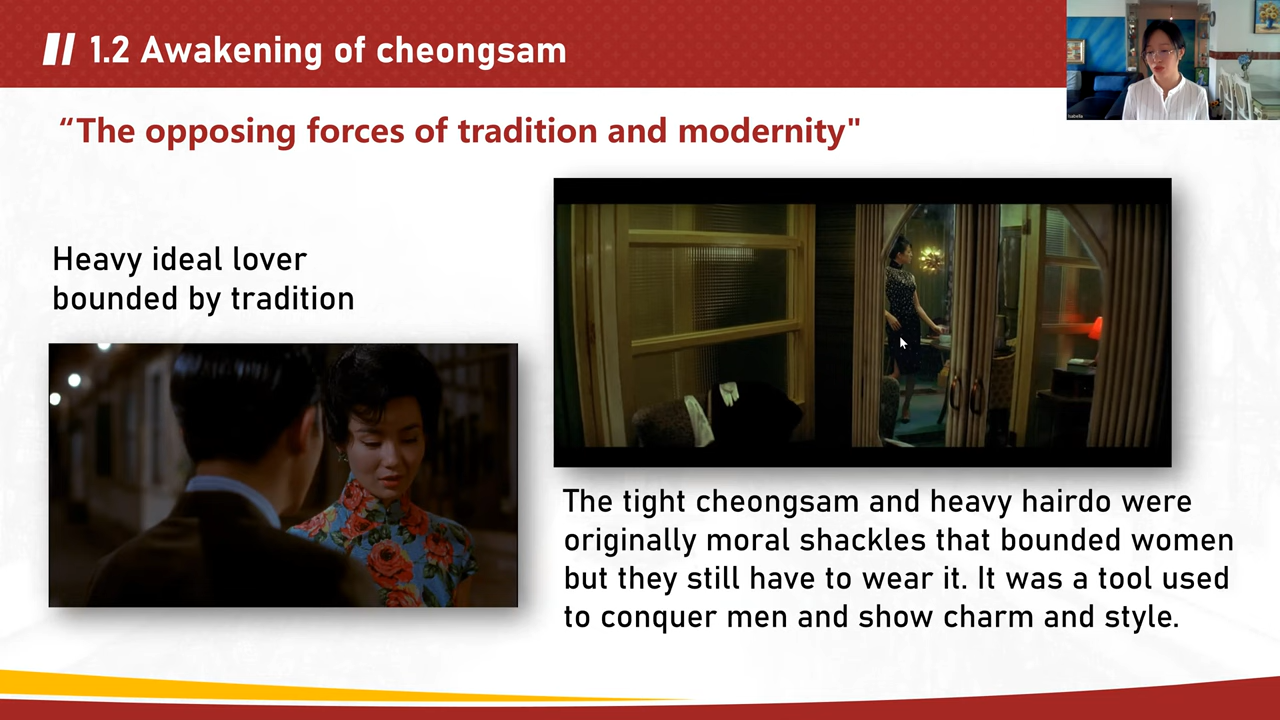 1.2 Awakening of cheongsam
“The opposing forces of tradition and modernity"
Heavy ideal lover
bounded by tradition
The tight cheongsam and heavy hairdo were
originally moral shackles that bounded women
but they still have to wear it. It was a tool used
to conquer men and show charm and style.